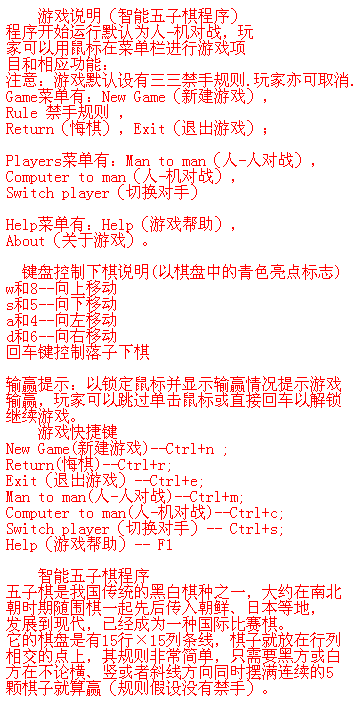 游戏说明（智能五子棋程序）
程序开始运行默认为人-机对战，玩
家可以用鼠标在菜单栏进行游戏项
目和相应功能：
注意：游戏默认设有三三禁手规则.玩家亦可取消.
Game菜单有：New Game（新建游戏），
Rule 禁手规则 ，
Return（悔棋），Exit（退出游戏）；
Players菜单有：Man to man（人-人对战），
Computer to man（人-机对战），
Switch player（切换对手）
Help菜单有：Help（游戏帮助），
About（关于游戏）。
键盘控制下棋说明(以棋盘中的青色亮点标志)
w和8--向上移动
s和5--向下移动
a和4--向左移动
d和6--向右移动
回车键控制落子下棋
输赢提示：以锁定鼠标并显示输赢情况提示游戏
输赢，玩家可以跳过单击鼠标或直接回车以解锁
继续游戏。
游戏快捷键
New Game(新建游戏)--Ctrl+n ;
Return(悔棋)--Ctrl+r;
Exit（退出游戏）--Ctrl+e;
Man to man(人-人对战)--Ctrl+m;
Computer to man(人-机对战)--Ctrl+c;
Switch player（切换对手）-- Ctrl+s;
Help（游戏帮助）-- F1
智能五子棋程序
五子棋是我国传统的黑白棋种之一，大约在南北
朝时期随围棋一起先后传入朝鲜、日本等地，
发展到现代，已经成为一种国际比赛棋。
它的棋盘是有15行×15列条线，棋子就放在行列
相交的点上，其规则非常简单，只需要黑方或白
方在不论横、竖或者斜线方向同时摆满连续的5
颗棋子就算赢（规则假设没有禁手）。